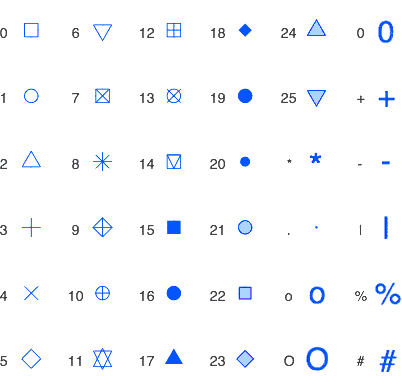 0 6 12 18 24 0 0
1 7 13 19 25 + +
2 8 14 20 * * - -
3 9 15 21 . . | |
4 10 16 22 o o % %
5 11 17 23 O O # #